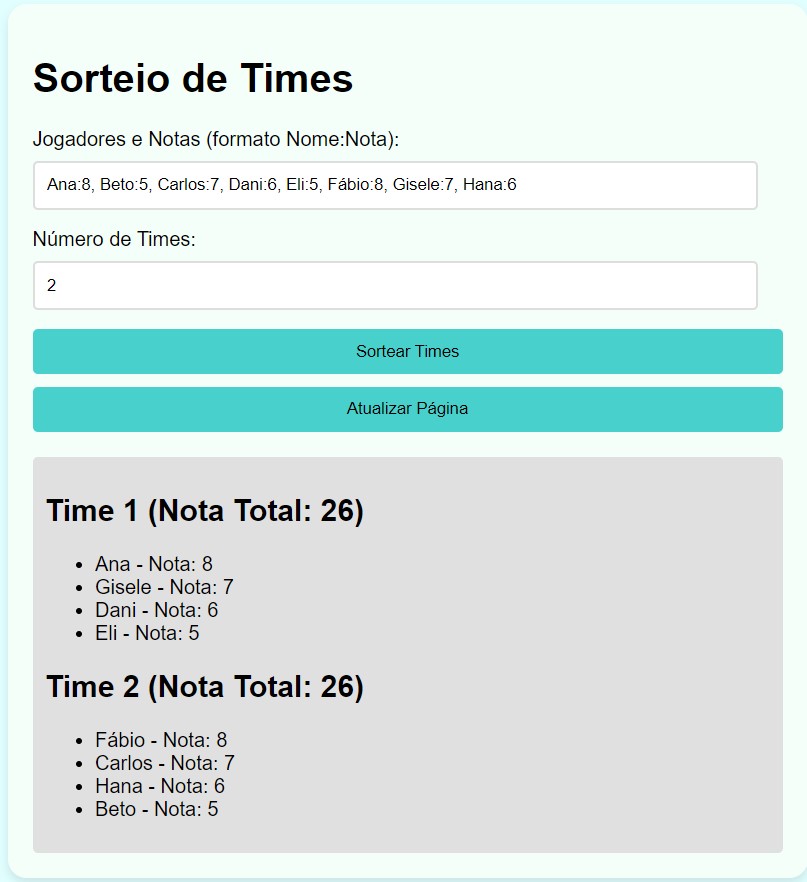 Sorteio de Times
Jogadores e Notas (formato Nome:Nota):
Ana:8, Beto:5, Carlos:7, Dani:6, Eli:5, Fábio:8, Gisele:7, Hana:6
Número de Times:
2
Sortear Times
Atualizar Página
Time 1 (Nota Total: 26)
• Ana - Nota: 8
• Gisele - Nota: 7
• Dani - Nota: 6
• Eli - Nota: 5
Time 2 (Nota Total: 26)
• Fábio - Nota: 8
• Carlos - Nota: 7
• Hana - Nota: 6
• Beto - Nota: 5